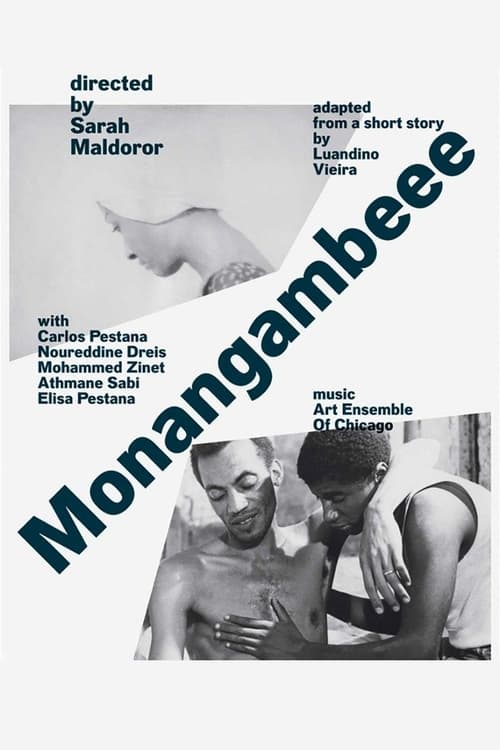 directed
by
Sarah
Maldoror
adapted
from a short story
by
Luandino
Vieira
Monangambeee
with
Carlos Pestana
Noureddine Dreis
Mohammed Zinet
Athmane Sabi
Elisa Pestana
music
Art Ensemble
Of Chicago